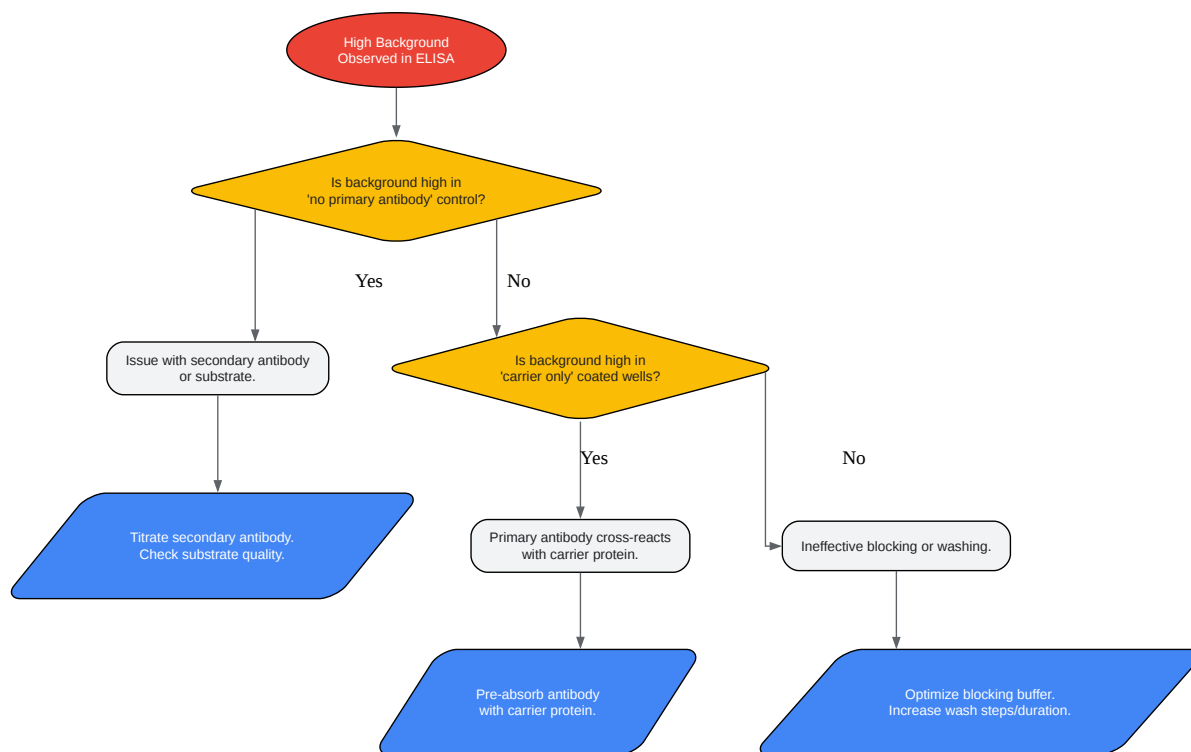 High Background
Observed in ELISA
Is background high in
'no primary antibody' control?
Yes
No
Issue with secondary antibody
or substrate.
Is background high in
'carrier only' coated wells?
Yes
No
Titrate secondary antibody.
Check substrate quality.
Primary antibody cross-reacts
with carrier protein.
Ineffective blocking or washing.
Pre-absorb antibody
with carrier protein.
Optimize blocking buffer.
Increase wash steps/duration.